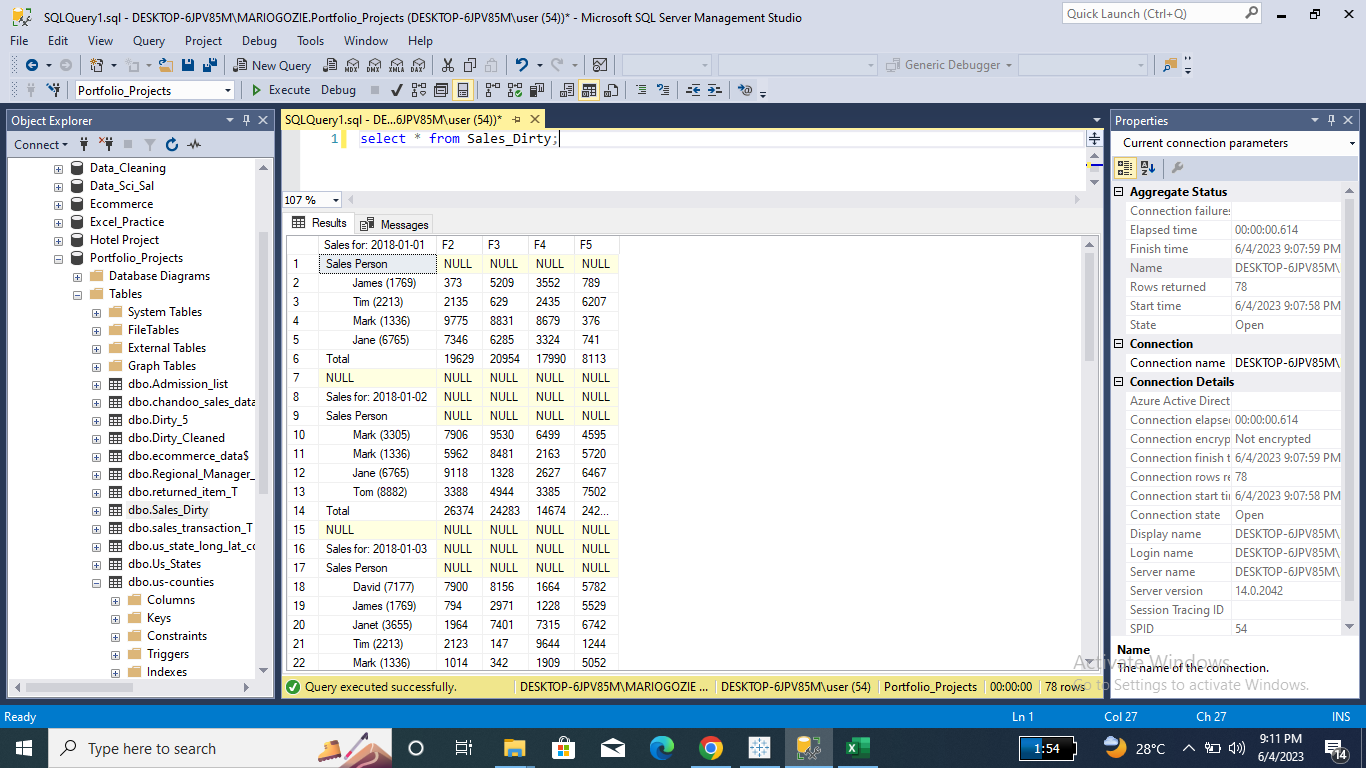 SQLQuery1.sql - DESKTOP-6JPV85M\MARIOGOZIE.Portfolio_Projects (DESKTOP-6JPV85M\user (54))* - Microsoft SQL Server Management Studio
Quick Launch (Ctrl+Q)
File Edit View Query Project Debug Tools Window Help
New Query MDX DMX XMLA DAX Generic Debugger
Portfolio_Projects Execute Debug
Object Explorer
Connect
Data_Cleaning
Data_Sci_Sal
Ecommerce
Excel_Practice
Hotel Project
Portfolio_Projects
Database Diagrams
Tables
System Tables
FileTables
External Tables
Graph Tables
dbo.Admission_list
dbo.chandoo_sales_data
dbo.Dirty_5
dbo.Dirty_Cleaned
dbo.ecommerce_data$
dbo.Regional_Manager_
dbo.returned_item_T
dbo.Sales_Dirty
dbo.sales_transaction_T
dbo.us_state_long_lat_co
dbo.Us_States
dbo.us-counties
Columns
Keys
Constraints
Triggers
Indexes
SQLQuery1.sql - DE...6JPV85M\user (54))*
1 select * from Sales_Dirty;
107 %
Results Messages
Sales for: 2018-01-01 F2 F3 F4 F5
1 Sales Person NULL NULL NULL NULL
2 James (1769) 373 5209 3552 789
3 Tim (2213) 2135 629 2435 6207
4 Mark (1336) 9775 8831 8679 376
5 Jane (6765) 7346 6285 3324 741
6 Total 19629 20954 17990 8113
7 NULL NULL NULL NULL NULL
8 Sales for: 2018-01-02 NULL NULL NULL NULL
9 Sales Person NULL NULL NULL NULL
10 Mark (3305) 7906 9530 6499 4595
11 Mark (1336) 5962 8481 2163 5720
12 Jane (6765) 9118 1328 2627 6467
13 Tom (8882) 3388 4944 3385 7502
14 Total 26374 24283 14674 242...
15 NULL NULL NULL NULL NULL
16 Sales for: 2018-01-03 NULL NULL NULL NULL
17 Sales Person NULL NULL NULL NULL
18 David (7177) 7900 8156 1664 5782
19 James (1769) 794 2971 1228 5529
20 Janet (3655) 1964 7401 7315 6742
21 Tim (2213) 2123 147 9644 1244
22 Mark (1336) 1014 342 1909 5052
Query executed successfully. DESKTOP-6JPV85M\MARIOGOZIE ... DESKTOP-6JPV85M\user (54) Portfolio_Projects 00:00:00 78 rows
Properties
Current connection parameters
Aggregate Status
Connection failures
Elapsed time 00:00:00.614
Finish time 6/4/2023 9:07:59 PM
Name DESKTOP-6JPV85M\
Rows returned 78
Start time 6/4/2023 9:07:58 PM
State Open
Connection
Connection name DESKTOP-6JPV85M\
Connection Details
Azure Active Direct
Connection elapse 00:00:00.614
Connection encryp Not encrypted
Connection finish t 6/4/2023 9:07:59 PM
Connection rows re 78
Connection start tir 6/4/2023 9:07:58 PM
Connection state Open
Display name DESKTOP-6JPV85M\
Login name DESKTOP-6JPV85M\
Server name DESKTOP-6JPV85M\
Server version 14.0.2042
Session Tracing ID
SPID 54
Name
The name of the connection.
Activate Windows
Go to Settings to activate Windows.
Ready Ln 1 Col 27 Ch 27 INS
Type here to search
1:54
28°C
9:11 PM
6/4/2023
14